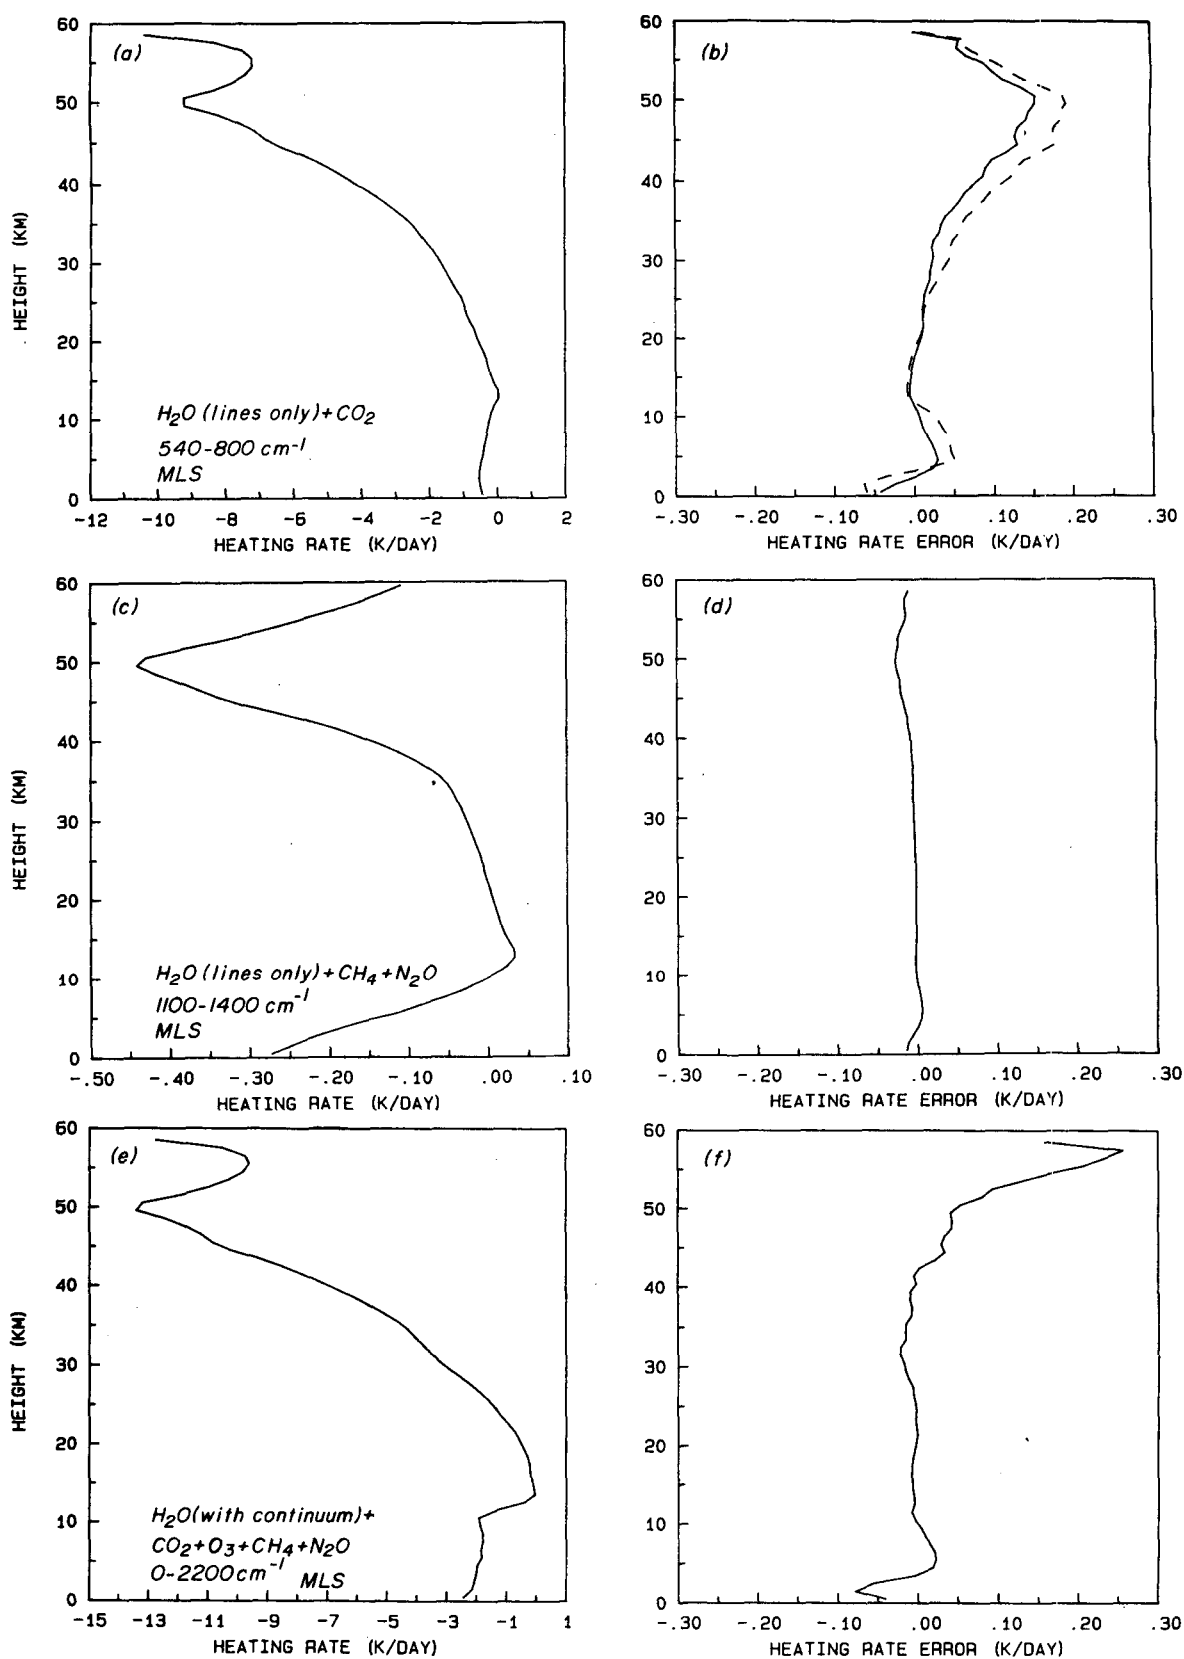 60
(a)
50
40
30
20
H₂O (lines only) + CO₂
10
540-800 cm⁻¹
MLS
0
-12 -10 -8 -6 -4 -2 0 2
HEATING RATE (K/DAY)
HEIGHT (KM)
60
(b)
50
40
30
20
10
0
-.30 -.20 -.10 .00 .10 .20 .30
HEATING RATE ERROR (K/DAY)
60
(c)
50
40
30
20
H₂O (lines only) + CH₄ + N₂O
10
1100-1400 cm⁻¹
MLS
0
-.50 -.40 -.30 -.20 -.10 .00 .10
HEATING RATE (K/DAY)
HEIGHT (KM)
60
(d)
50
40
30
20
10
0
-.30 -.20 -.10 .00 .10 .20 .30
HEATING RATE ERROR (K/DAY)
60
(e)
50
40
30
20
H₂O (with continuum) +
10
CO₂ + O₃ + CH₄ + N₂O
0-2200 cm⁻¹ MLS
0
-15 -13 -11 -9 -7 -5 -3 -1 1
HEATING RATE (K/DAY)
HEIGHT (KM)
60
(f)
50
40
30
20
10
0
-.30 -.20 -.10 .00 .10 .20 .30
HEATING RATE ERROR (K/DAY)